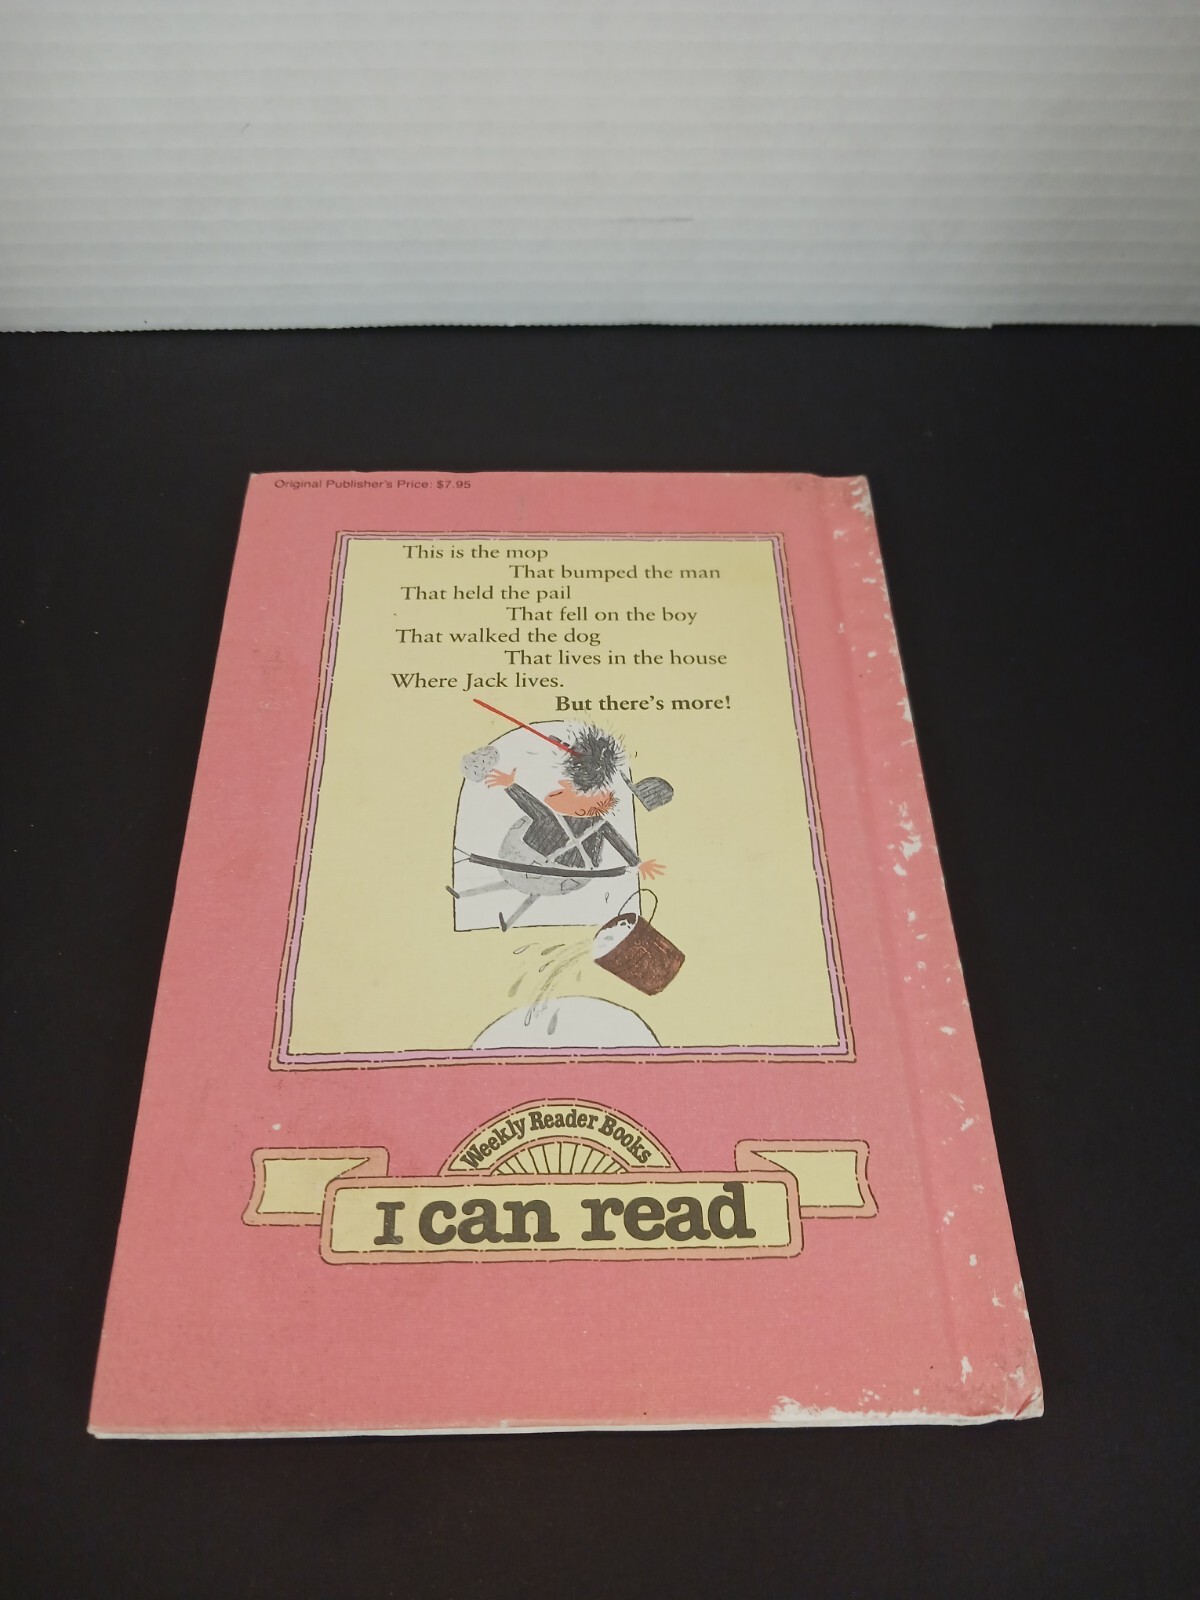 Original Publisher's Price: $7.95
This is the mop
That bumped the man
That held the pail
That fell on the boy
That walked the dog
That lives in the house
Where Jack lives.
But there's more!
Weekly Reader Books
I can read